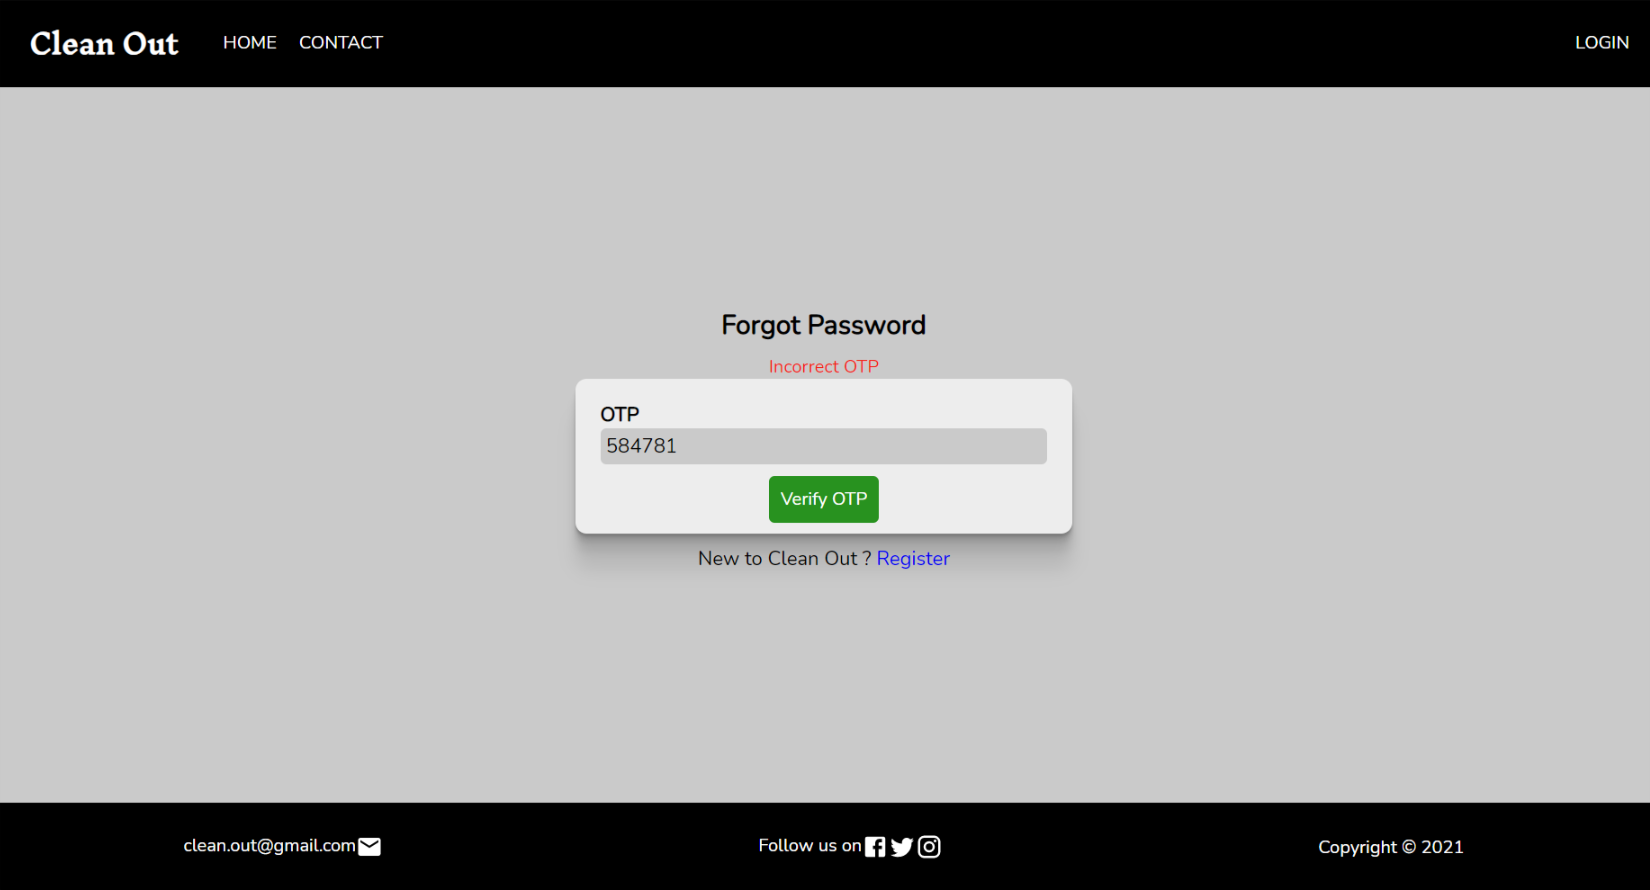 Clean Out HOME CONTACT LOGIN
Forgot Password
Incorrect OTP
OTP
584781
Verify OTP
New to Clean Out ? Register
clean.out@gmail.com Follow us on Copyright © 2021